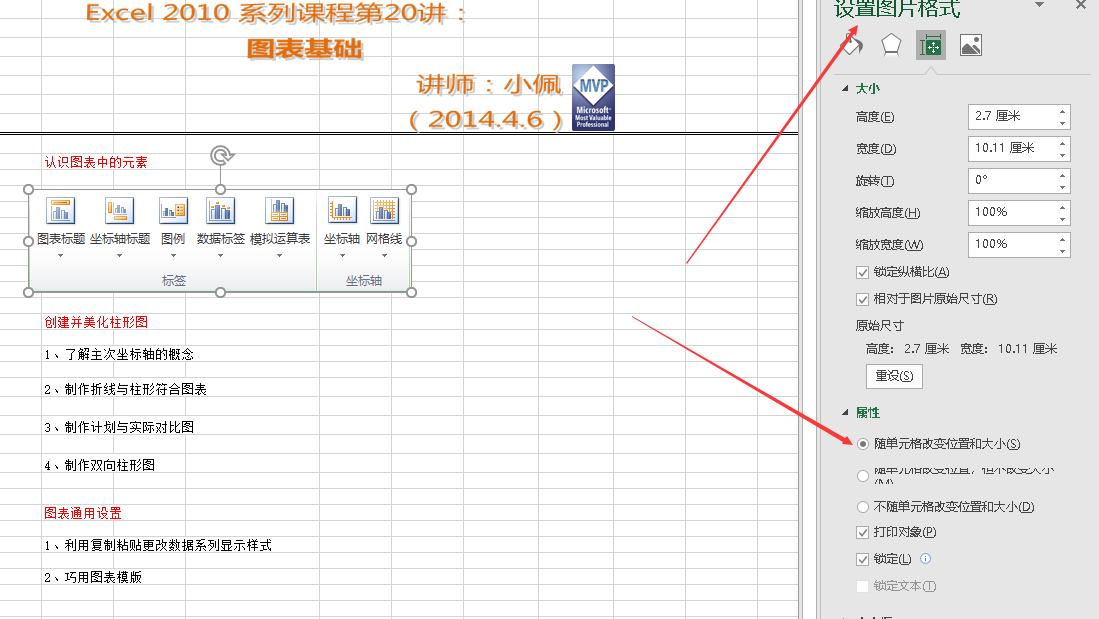 Excel 2010 系列课程第20讲：
图表基础
讲师：小佩
（2014.4.6）
MVP
Microsoft®
Most Valuable
Professional
认识图表中的元素
图表标题 坐标轴标题 图例 数据标签 模拟运算表 坐标轴 网格线
标签 坐标轴
创建并美化柱形图
1、了解主次坐标轴的概念
2、制作折线与柱形符合图表
3、制作计划与实际对比图
4、制作双向柱形图
图表通用设置
1、利用复制粘贴更改数据系列显示样式
2、巧用图表模版
设置图片格式
大小
高度(E) 2.7 厘米
宽度(D) 10.11 厘米
旋转(T) 0°
缩放高度(H) 100%
缩放宽度(W) 100%
锁定纵横比(A)
相对于图片原始尺寸(R)
原始尺寸
高度: 2.7 厘米 宽度: 10.11 厘米
重设(S)
属性
随单元格改变位置和大小(S)
随单元格改变位置，但不改变大小
(M)
不随单元格改变位置和大小(D)
打印对象(P)
锁定(L)
锁定文本(T)